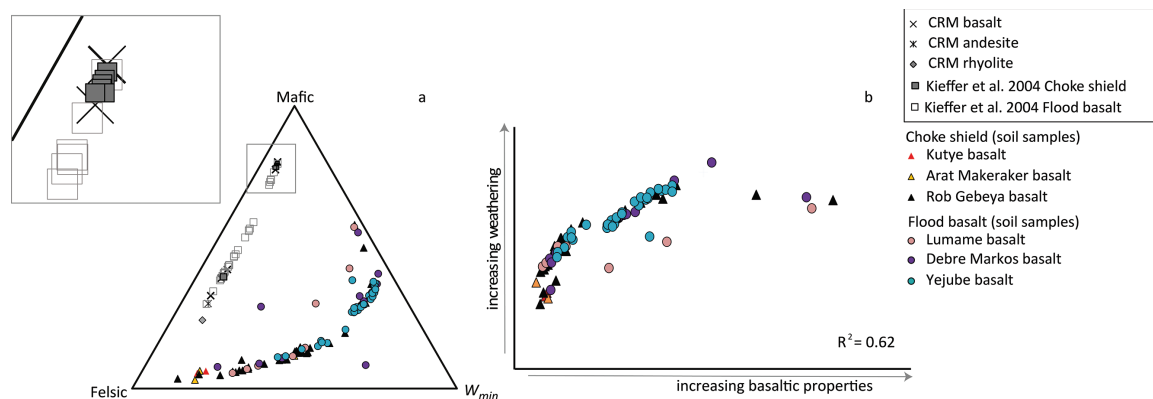 Mafic
a
Felsic
Wmin
b
increasing weathering
R² = 0.62
increasing basaltic properties
CRM basalt
CRM andesite
CRM rhyolite
Kieffer et al. 2004 Choke shield
Kieffer et al. 2004 Flood basalt
Choke shield (soil samples)
Kutye basalt
Arat Makeraker basalt
Rob Gebeya basalt
Flood basalt (soil samples)
Lumame basalt
Debre Markos basalt
Yejube basalt